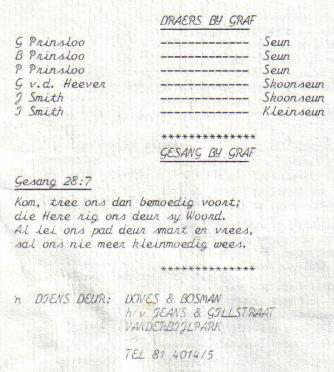 DRAERS BY GRAF
G Prinsloo ------------- Seun
B Prinsloo ------------- Seun
P Prinsloo ------------- Seun
G v.d. Heever ------------- Skoonseun
J Smith ------------- Skoonseun
J Smith ------------- Kleinseun
**************
GESANG BY GRAF
Gesang 28:7
Kom, tree ons dan bemoedig voort;
die Here rig ons deur sy Woord.
Al lei ons pad deur smart en vrees,
sal ons nie meer kleinmoedig wees.
**************
'n DIENS DEUR: DOVES & BOSMAN
h/v JEANS & GILLSTRAAT
VANDERBIJLPARK
TEL 81 4014/5